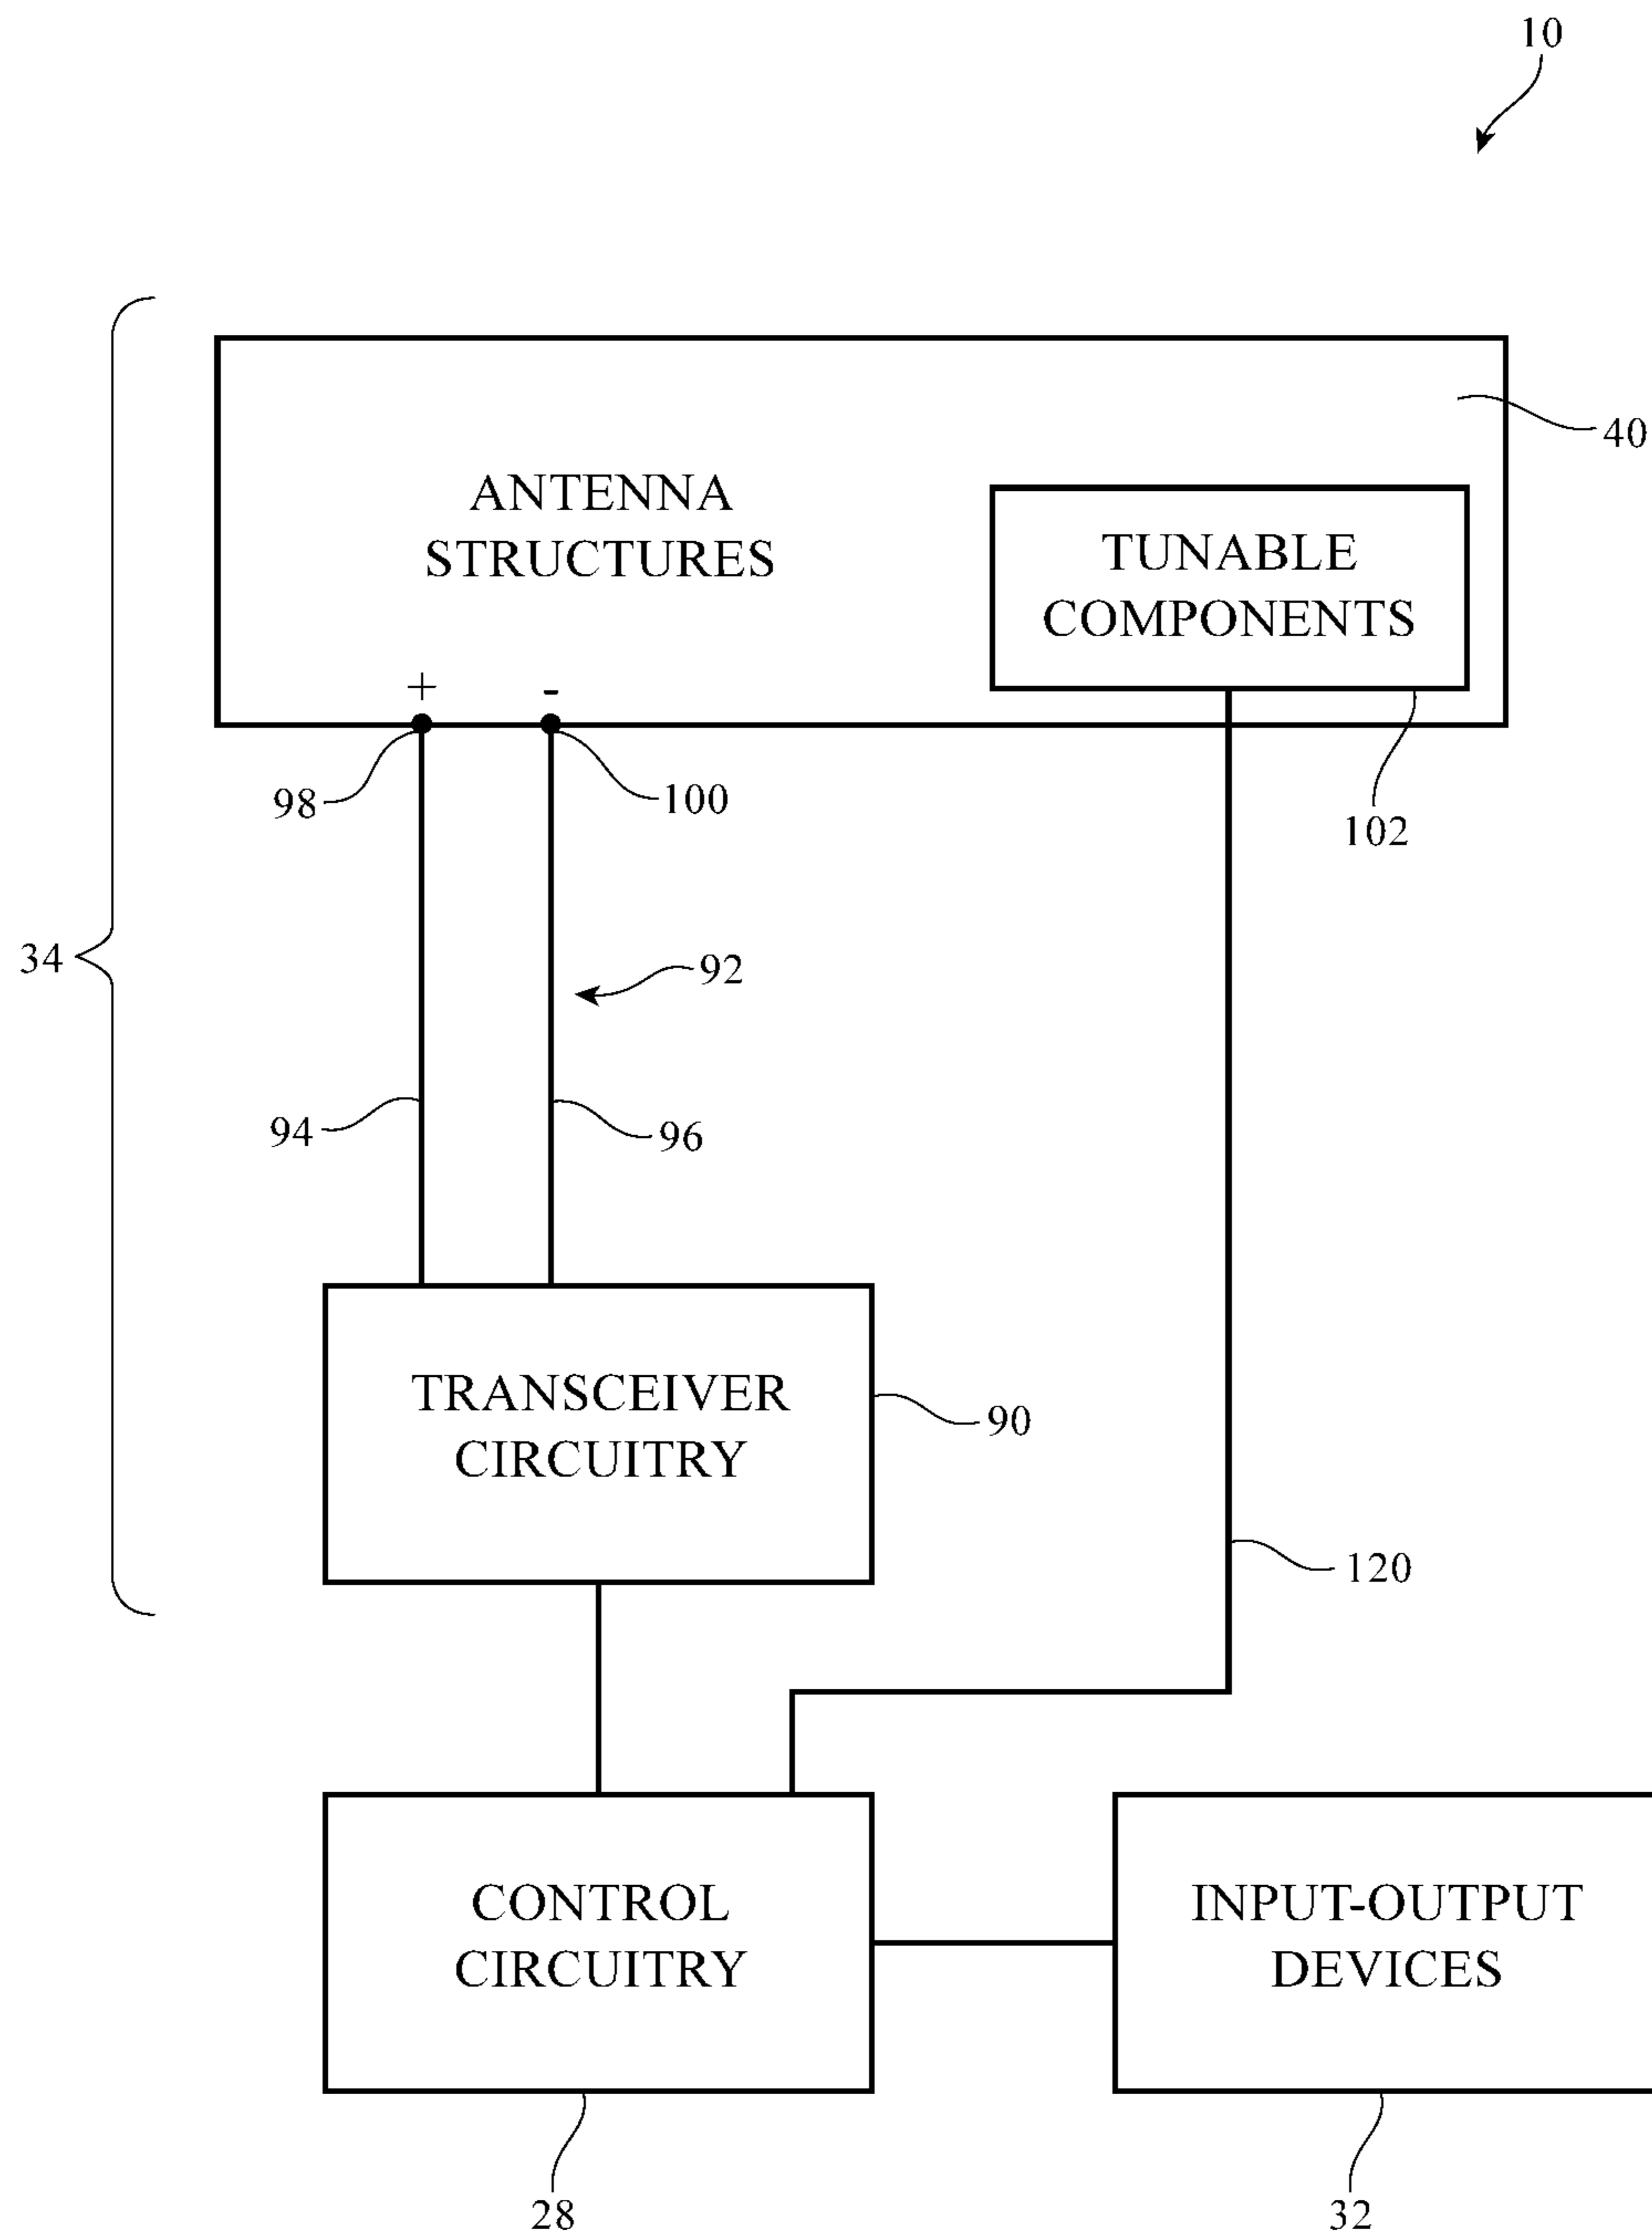 10
40
ANTENNA
STRUCTURES
TUNABLE
COMPONENTS
+
-
98
100
102
34
92
94
96
TRANSCEIVER
CIRCUITRY
90
120
CONTROL
CIRCUITRY
INPUT-OUTPUT
DEVICES
28
32